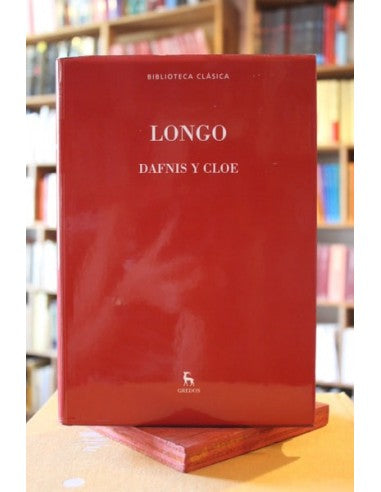 BIBLIOTECA CLÁSICA
LONGO
DAFNIS Y CLOE
GREDOS